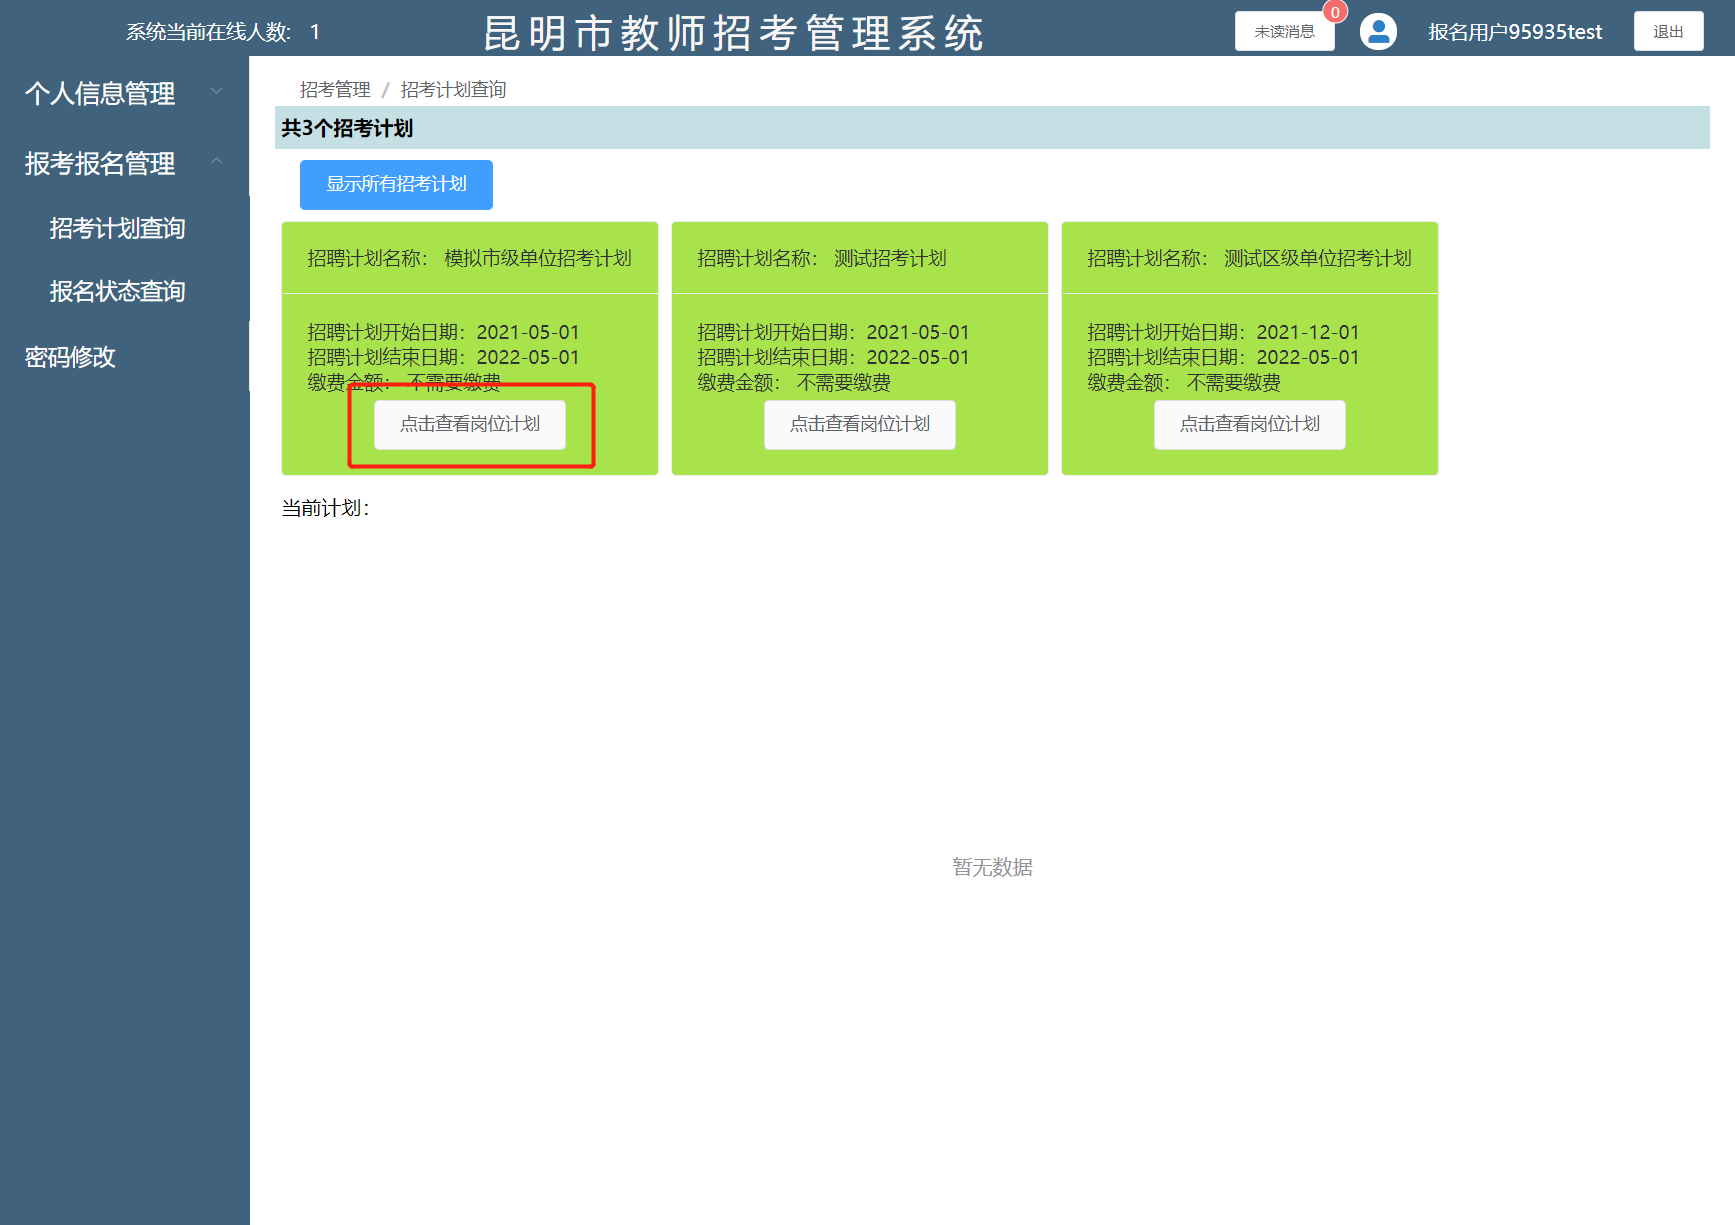 系统当前在线人数: 1
昆明市教师招考管理系统
未读消息
0
报名用户95935test
退出
个人信息管理
报考报名管理
招考计划查询
报名状态查询
密码修改
招考管理 / 招考计划查询
共3个招考计划
显示所有招考计划
招聘计划名称： 模拟市级单位招考计划
招聘计划开始日期：2021-05-01
招聘计划结束日期：2022-05-01
缴费金额： 不需要缴费
点击查看岗位计划
招聘计划名称： 测试招考计划
招聘计划开始日期：2021-05-01
招聘计划结束日期：2022-05-01
缴费金额： 不需要缴费
点击查看岗位计划
招聘计划名称： 测试区级单位招考计划
招聘计划开始日期：2021-12-01
招聘计划结束日期：2022-05-01
缴费金额： 不需要缴费
点击查看岗位计划
当前计划：
暂无数据